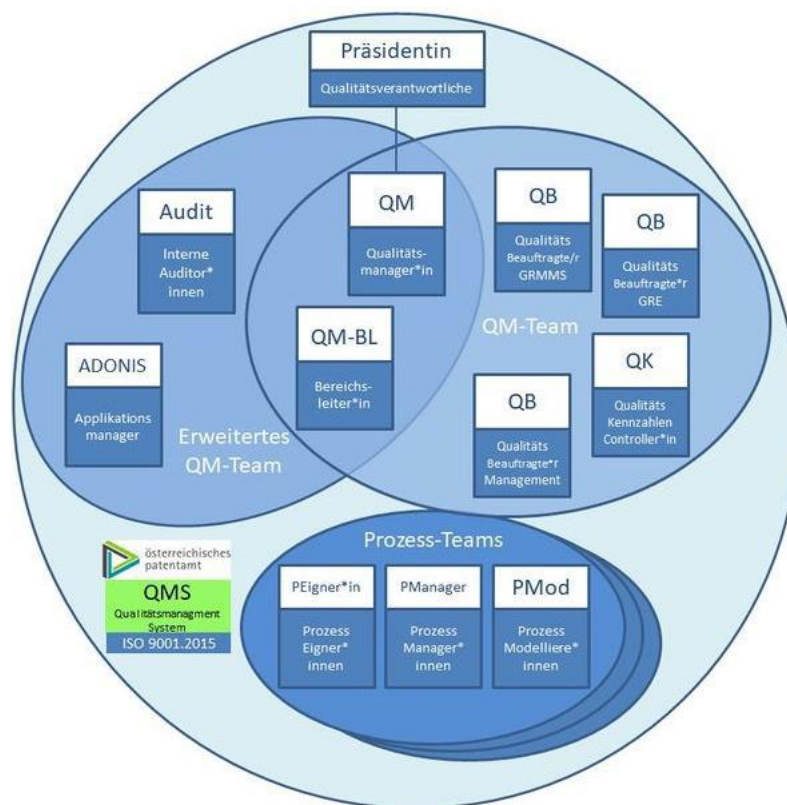 Präsidentin
Qualitätsverantwortliche
Audit
Interne
Auditor*
innen
ADONIS
Applikations
manager
Erweitertes
QM-Team
QM
Qualitäts-
manager*in
QM-BL
Bereichs-
leiter*in
QB
Qualitäts
Beauftragte/r
GRMMS
QB
Qualitäts
Beauftragte*r
GRE
QM-Team
QB
Qualitäts
Beauftragte*r
Management
QK
Qualitäts
Kennzahlen
Controller*in
Prozess-Teams
PEigner*in
Prozess
Eigner*
innen
PManager
Prozess
Manager*
innen
PMod
Prozess
Modelliere*
innen
österreichisches
patentamt
QMS
Qualitätsmanagment
System
ISO 9001.2015